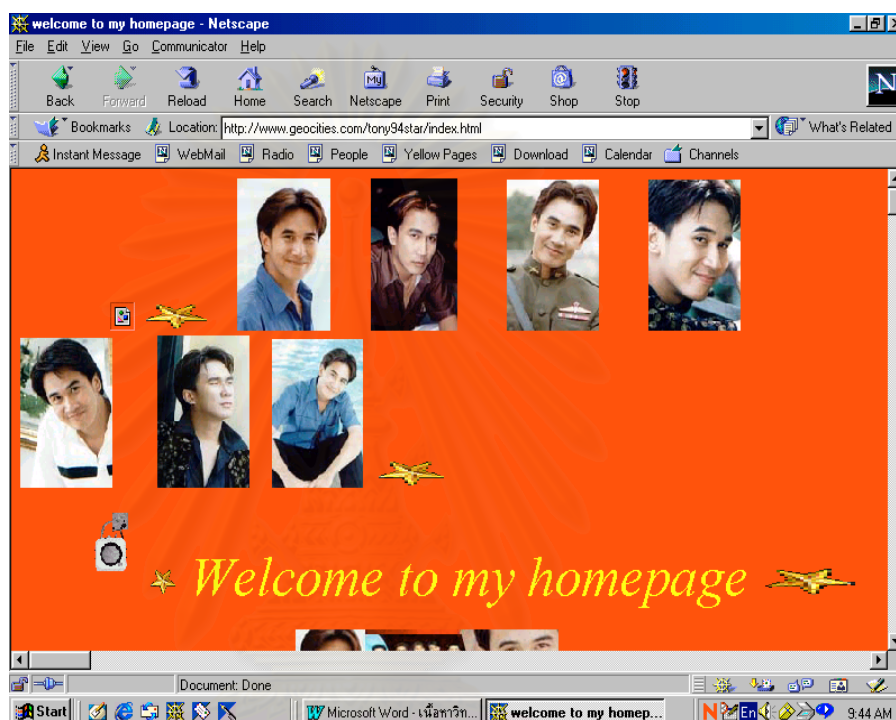 welcome to my homepage - Netscape
File Edit View Go Communicator Help
Back Forward Reload Home Search Netscape Print Security Shop Stop
My
N
Bookmarks Location: http://www.geocities.com/tony94star/index.html What's Related
Instant Message WebMail Radio People Yellow Pages Download Calendar Channels
Welcome to my homepage
Document: Done
Start Microsoft Word - เนื้อหาวิท... welcome to my homep... En 9:44 AM